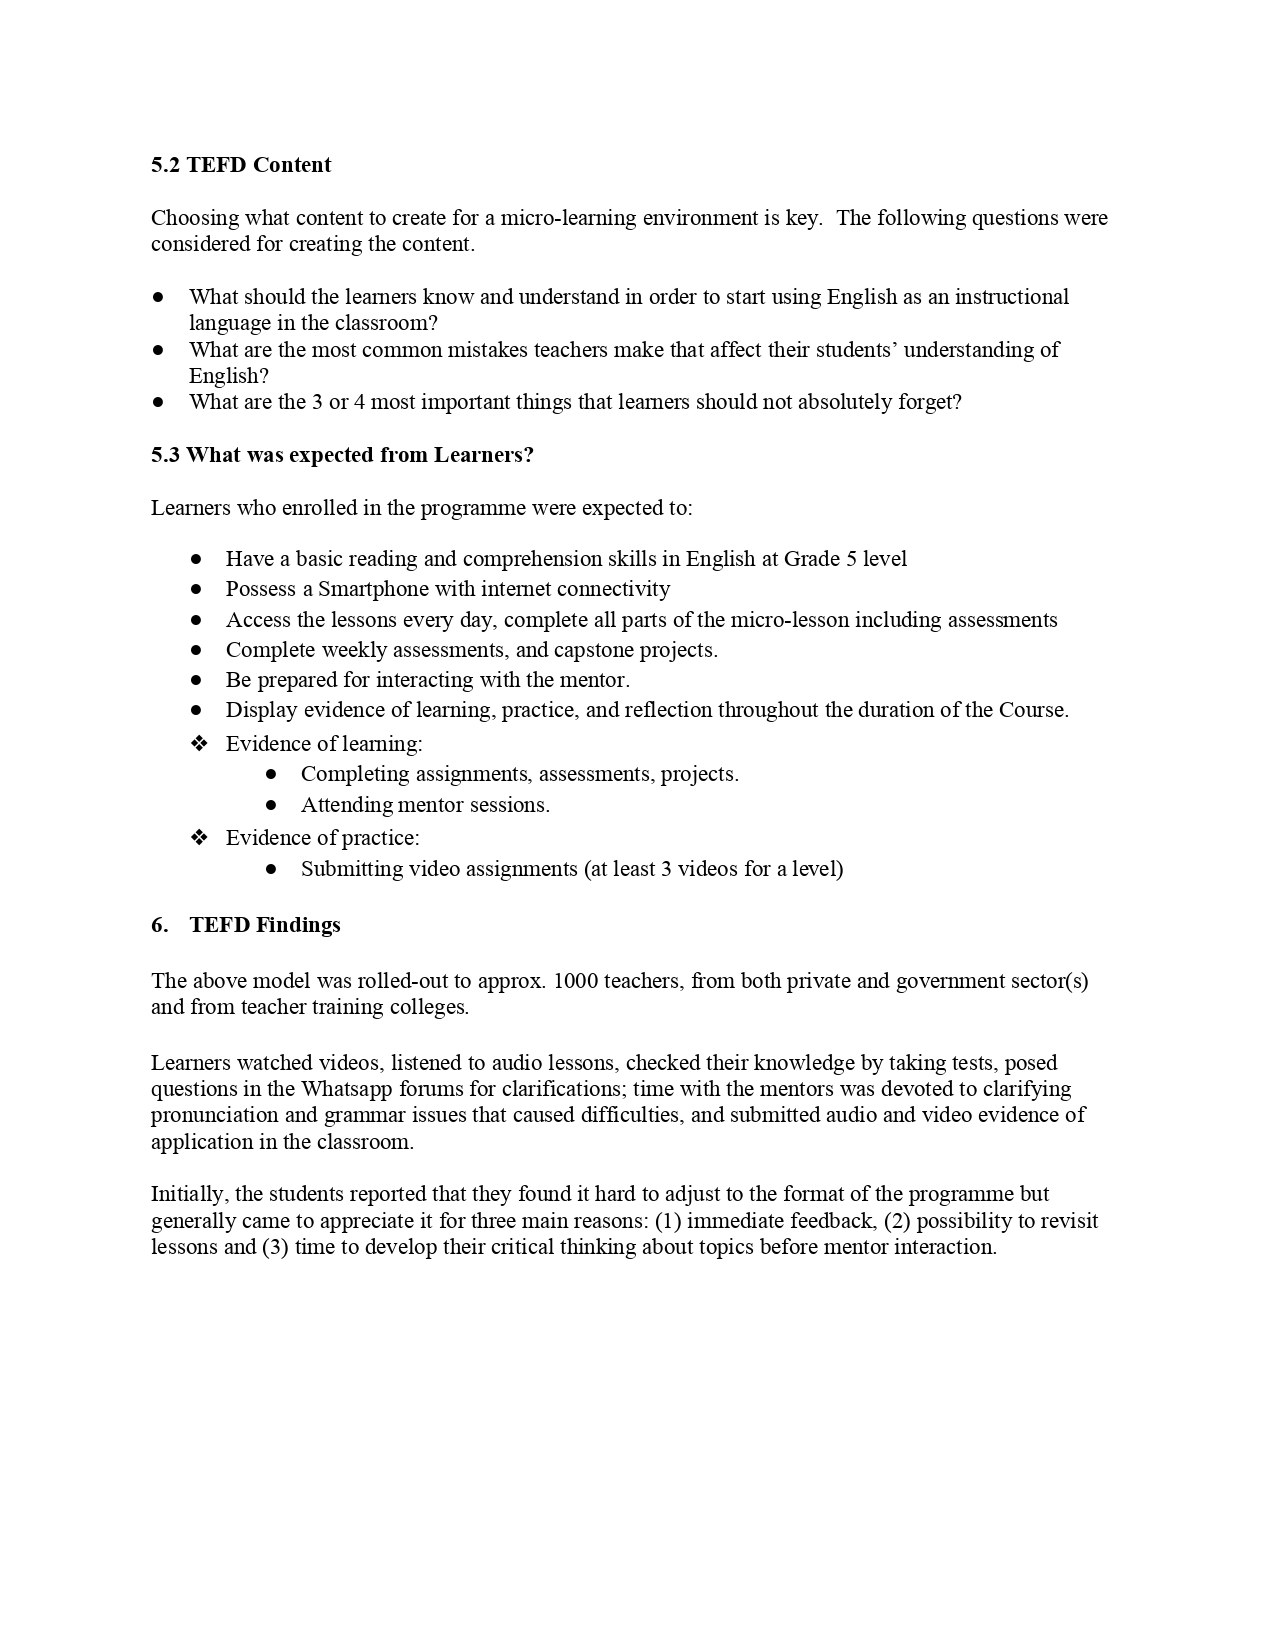 5.2 TEFD Content
Choosing what content to create for a micro-learning environment is key.  The following questions were
considered for creating the content.
● What should the learners know and understand in order to start using English as an instructional
language in the classroom?
● What are the most common mistakes teachers make that affect their students’ understanding of
English?
● What are the 3 or 4 most important things that learners should not absolutely forget?
5.3 What was expected from Learners?
Learners who enrolled in the programme were expected to:
● Have a basic reading and comprehension skills in English at Grade 5 level
● Possess a Smartphone with internet connectivity
● Access the lessons every day, complete all parts of the micro-lesson including assessments
● Complete weekly assessments, and capstone projects.
● Be prepared for interacting with the mentor.
● Display evidence of learning, practice, and reflection throughout the duration of the Course.
❖ Evidence of learning:
● Completing assignments, assessments, projects.
● Attending mentor sessions.
❖ Evidence of practice:
● Submitting video assignments (at least 3 videos for a level)
6. TEFD Findings
The above model was rolled-out to approx. 1000 teachers, from both private and government sector(s)
and from teacher training colleges.
Learners watched videos, listened to audio lessons, checked their knowledge by taking tests, posed
questions in the Whatsapp forums for clarifications; time with the mentors was devoted to clarifying
pronunciation and grammar issues that caused difficulties, and submitted audio and video evidence of
application in the classroom.
Initially, the students reported that they found it hard to adjust to the format of the programme but
generally came to appreciate it for three main reasons: (1) immediate feedback, (2) possibility to revisit
lessons and (3) time to develop their critical thinking about topics before mentor interaction.